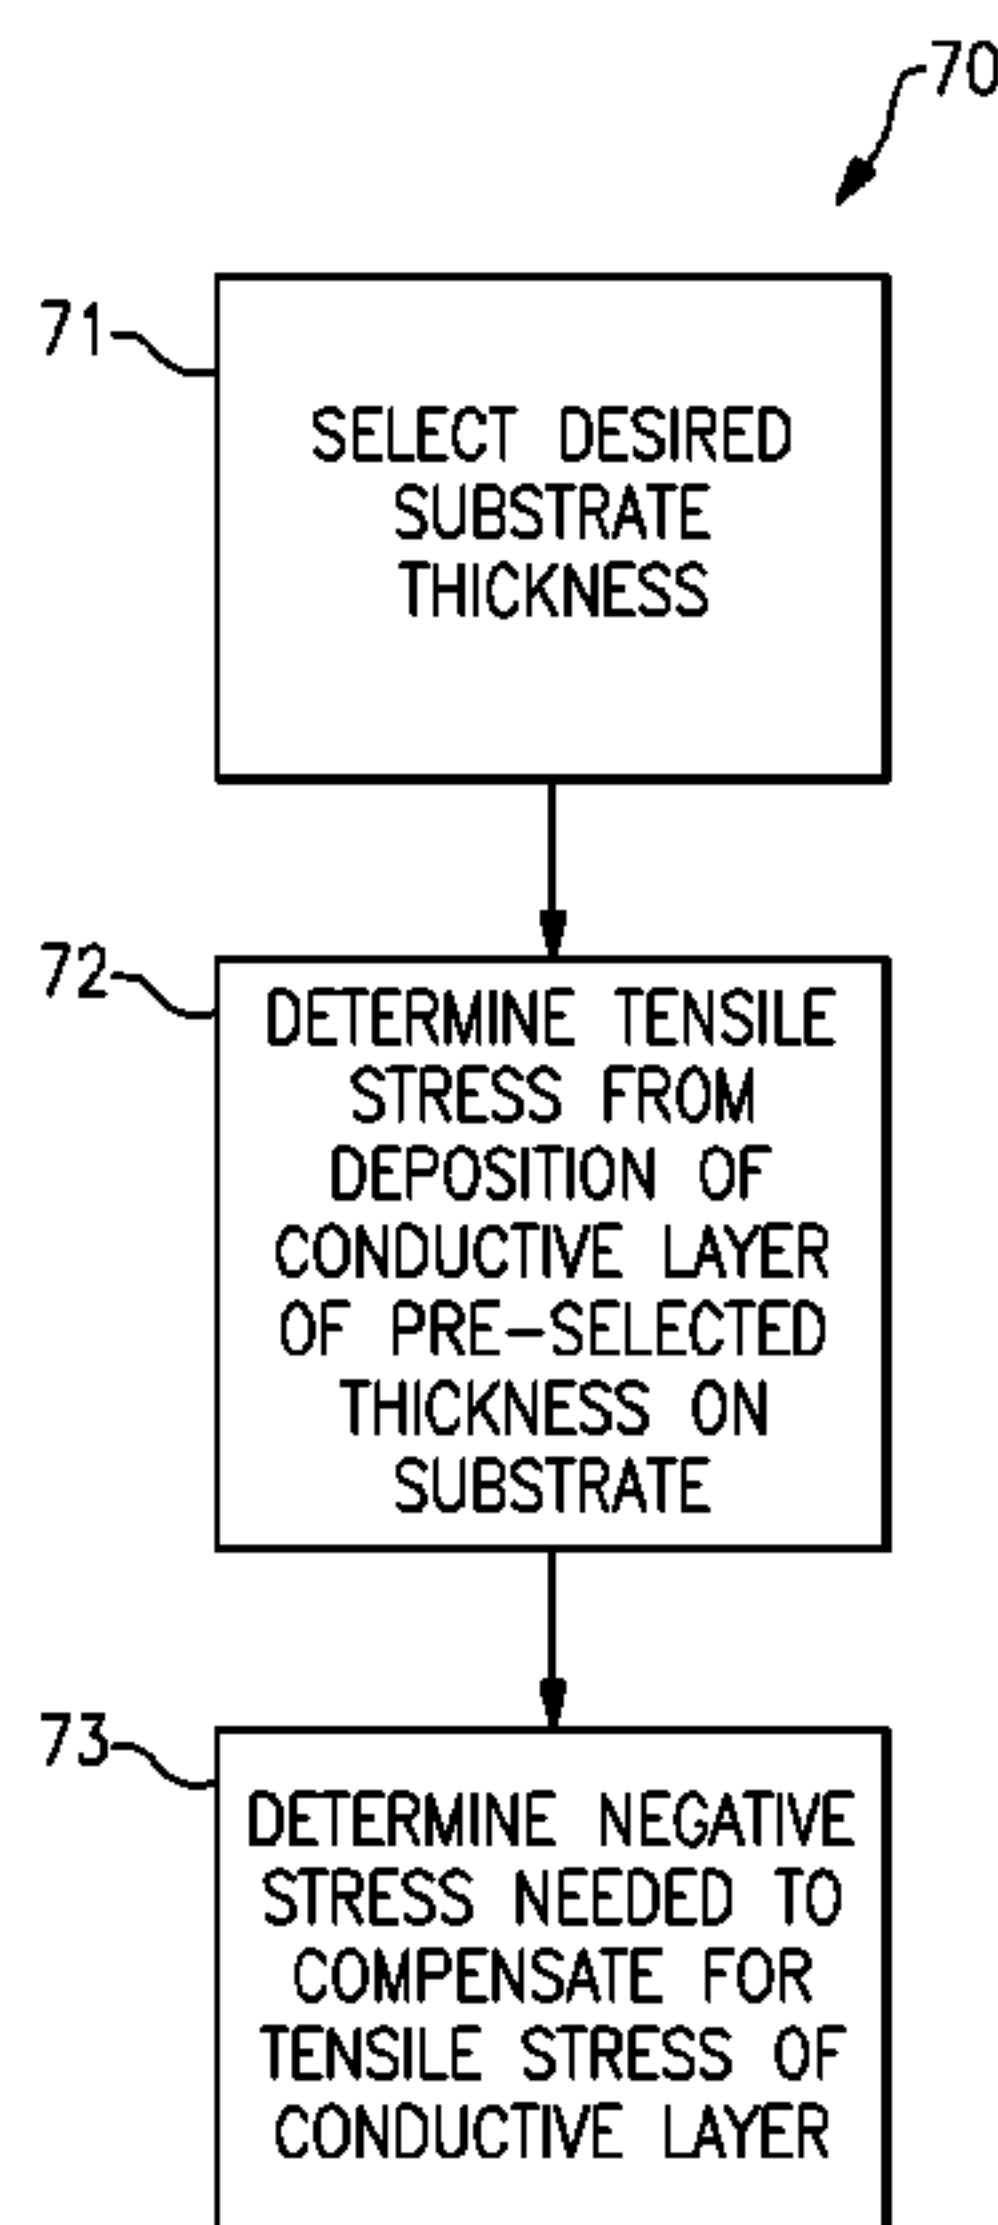 70
71
SELECT DESIRED
SUBSTRATE
THICKNESS
72
DETERMINE TENSILE
STRESS FROM
DEPOSITION OF
CONDUCTIVE LAYER
OF PRE-SELECTED
THICKNESS ON
SUBSTRATE
73
DETERMINE NEGATIVE
STRESS NEEDED TO
COMPENSATE FOR
TENSILE STRESS OF
CONDUCTIVE LAYER